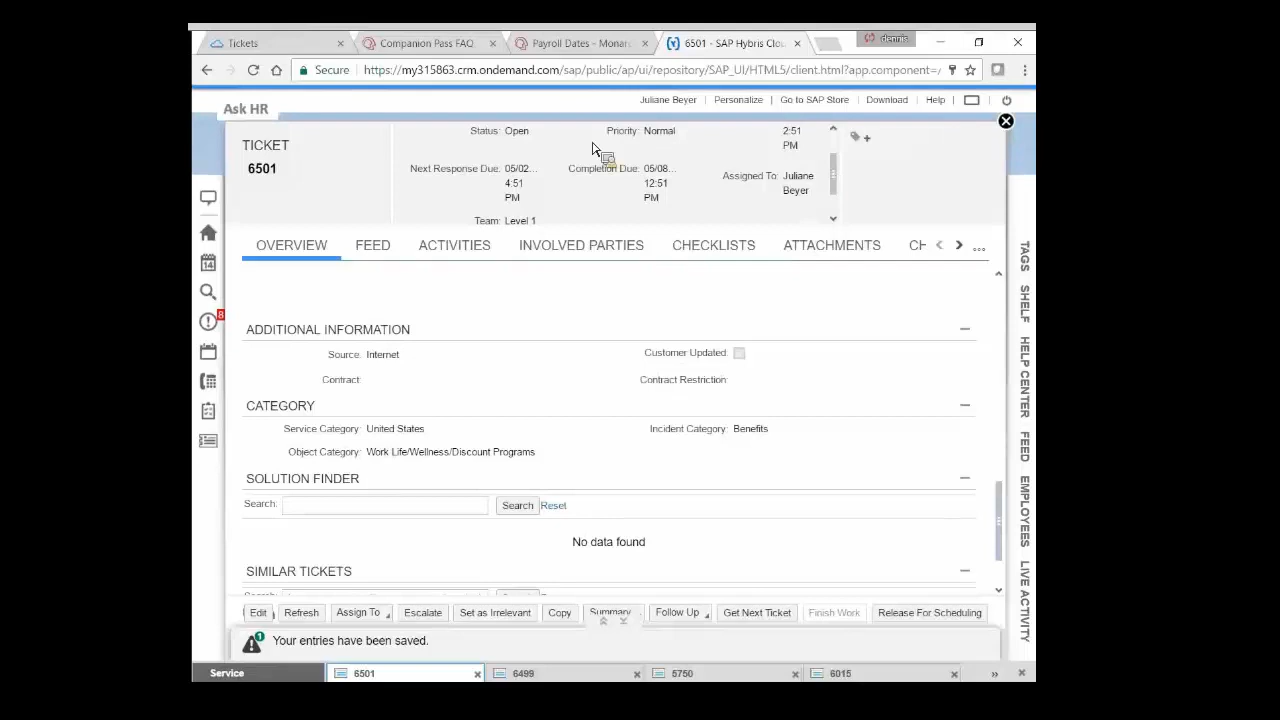 Tickets
Companion Pass FAQ
Payroll Dates – Monar
6501 - SAP Hybris Clou
dennis
Secure
https://my315863.crm.ondemand.com/sap/public/ap/ui/repository/SAP_UI/HTML5/client.html?app.component=/
Ask HR
Juliane Beyer
Personalize
Go to SAP Store
Download
Help
TICKET
6501
Status: Open
Priority: Normal
2:51
PM
Next Response Due: 05/02...
4:51
PM
Completion Due: 05/08...
12:51
PM
Assigned To: Juliane
Beyer
Team: Level 1
OVERVIEW
FEED
ACTIVITIES
INVOLVED PARTIES
CHECKLISTS
ATTACHMENTS
CH
...
14
8
ADDITIONAL INFORMATION
Source: Internet
Customer Updated:
Contract:
Contract Restriction:
CATEGORY
Service Category: United States
Incident Category: Benefits
Object Category: Work Life/Wellness/Discount Programs
SOLUTION FINDER
Search:
Search
Reset
No data found
SIMILAR TICKETS
Edit
Refresh
Assign To
Escalate
Set as Irrelevant
Copy
Summary
Follow Up
Get Next Ticket
Finish Work
Release For Scheduling
1
Your entries have been saved.
Service
6501
6499
5750
6015
TAGS
SHELF
HELP CENTER
FEED
EMPLOYEES
LIVE ACTIVITY